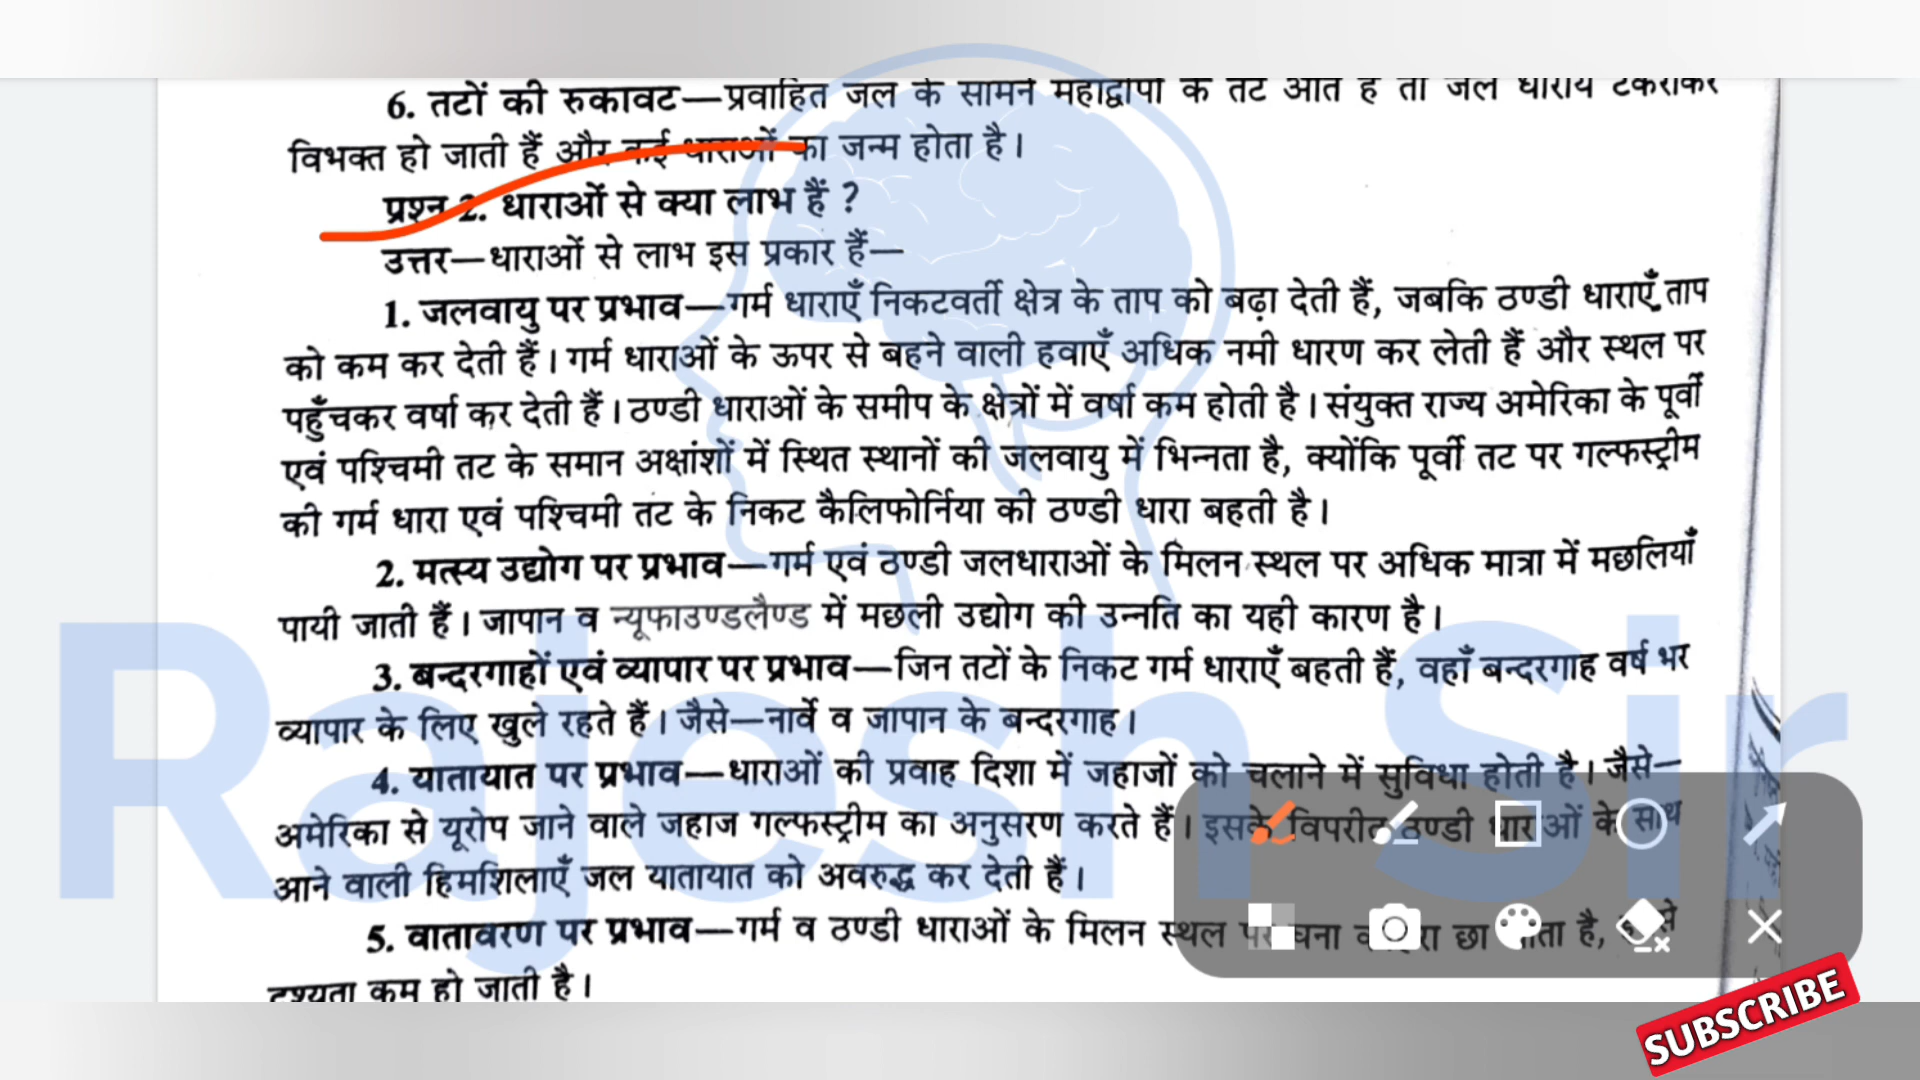 6. तटों की रुकावट—प्रवाहित जल के सामने महाद्वीपों के तट आते हैं तो जल धारायें टकराकर
विभक्त हो जाती हैं और कई धाराओं का जन्म होता है।
प्रश्न 2. धाराओं से क्या लाभ हैं ?
उत्तर—धाराओं से लाभ इस प्रकार हैं—
1. जलवायु पर प्रभाव—गर्म धाराएँ निकटवर्ती क्षेत्र के ताप को बढ़ा देती हैं, जबकि ठण्डी धाराएँ ताप
को कम कर देती हैं। गर्म धाराओं के ऊपर से बहने वाली हवाएँ अधिक नमी धारण कर लेती हैं और स्थल पर
पहुँचकर वर्षा कर देती हैं। ठण्डी धाराओं के समीप के क्षेत्रों में वर्षा कम होती है। संयुक्त राज्य अमेरिका के पूर्वी
एवं पश्चिमी तट के समान अक्षांशों में स्थित स्थानों की जलवायु में भिन्नता है, क्योंकि पूर्वी तट पर गल्फस्ट्रीम
की गर्म धारा एवं पश्चिमी तट के निकट कैलिफोर्निया की ठण्डी धारा बहती है।
2. मत्स्य उद्योग पर प्रभाव—गर्म एवं ठण्डी जलधाराओं के मिलन स्थल पर अधिक मात्रा में मछलियाँ
पायी जाती हैं। जापान व न्यूफाउण्डलैण्ड में मछली उद्योग की उन्नति का यही कारण है।
3. बन्दरगाहों एवं व्यापार पर प्रभाव—जिन तटों के निकट गर्म धाराएँ बहती हैं, वहाँ बन्दरगाह वर्ष भर
व्यापार के लिए खुले रहते हैं। जैसे—नार्वे व जापान के बन्दरगाह।
4. यातायात पर प्रभाव—धाराओं की प्रवाह दिशा में जहाजों को चलाने में सुविधा होती है। जैसे—
अमेरिका से यूरोप जाने वाले जहाज गल्फस्ट्रीम का अनुसरण करते हैं। इसके विपरीत ठण्डी धाराओं के साथ
आने वाली हिमशिलाएँ जल यातायात को अवरुद्ध कर देती हैं।
5. वातावरण पर प्रभाव—गर्म व ठण्डी धाराओं के मिलन स्थल पर घना छा है,
दृश्यता कम हो जाती है।
Rajesh Sir
SUBSCRIBE